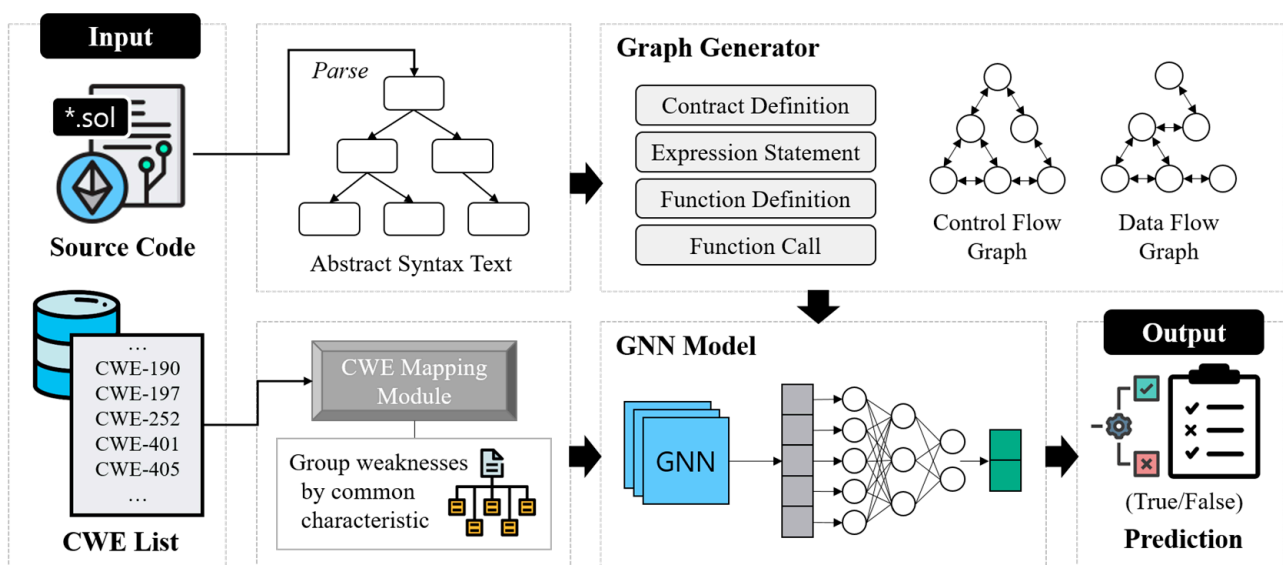 Input
*.sol
Source Code
Parse
Abstract Syntax Text
Graph Generator
Contract Definition
Expression Statement
Function Definition
Function Call
Control Flow
Graph
Data Flow
Graph
...
CWE-190
CWE-197
CWE-252
CWE-401
CWE-405
...
CWE List
CWE Mapping
Module
Group weaknesses
by common
characteristic
GNN Model
GNN
Output
(True/False)
Prediction